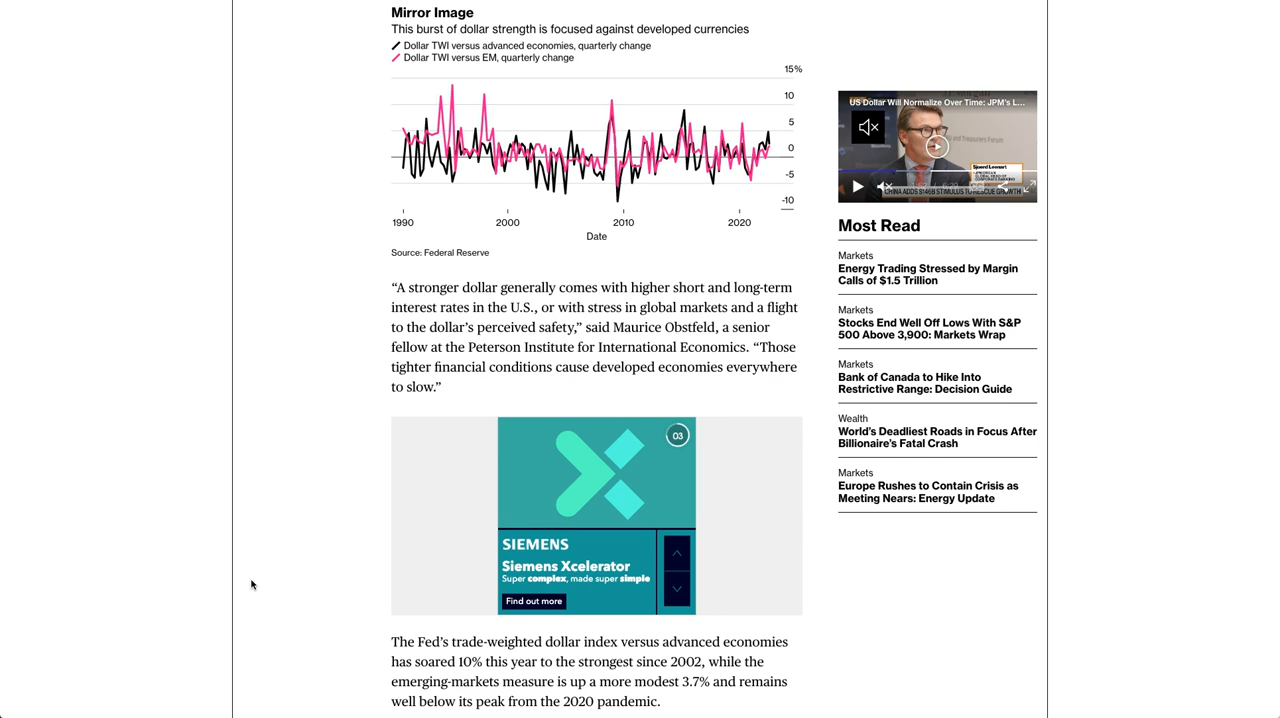 Mirror Image
This burst of dollar strength is focused against developed currencies
Dollar TWI versus advanced economies, quarterly change
Dollar TWI versus EM, quarterly change
15%
10
5
0
-5
-10
1990
2000
2010
2020
Date
Source: Federal Reserve
“A stronger dollar generally comes with higher short and long-term
interest rates in the U.S., or with stress in global markets and a flight
to the dollar’s perceived safety,” said Maurice Obstfeld, a senior
fellow at the Peterson Institute for International Economics. “Those
tighter financial conditions cause developed economies everywhere
to slow.”
03
SIEMENS
Siemens Xcelerator
Super complex, made super simple
Find out more
The Fed’s trade-weighted dollar index versus advanced economies
has soared 10% this year to the strongest since 2002, while the
emerging-markets measure is up a more modest 3.7% and remains
well below its peak from the 2020 pandemic.
US Dollar Will Normalize Over Time: JPM’s L...
CHINA ADDS $146B STIMULUS TO RESCUE GROWTH
Most Read
Markets
Energy Trading Stressed by Margin
Calls of $1.5 Trillion
Markets
Stocks End Well Off Lows With S&P
500 Above 3,900: Markets Wrap
Markets
Bank of Canada to Hike Into
Restrictive Range: Decision Guide
Wealth
World’s Deadliest Roads in Focus After
Billionaire’s Fatal Crash
Markets
Europe Rushes to Contain Crisis as
Meeting Nears: Energy Update